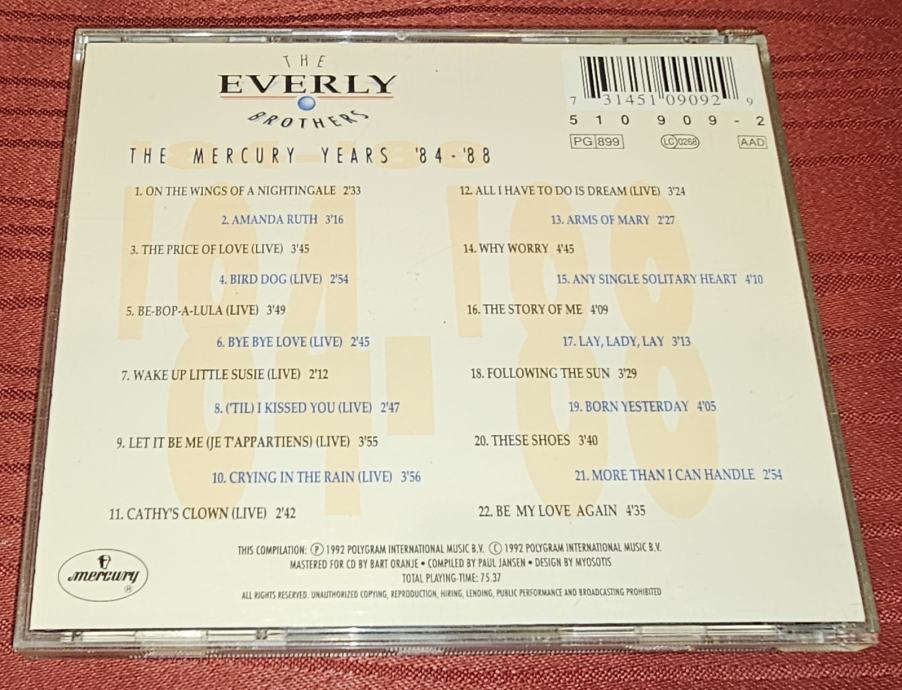 THE
EVERLY
BROTHERS
7 31451 09092 9
510 909-2
PG 899
LC 0268
AAD
THE MERCURY YEARS '84-'88
1. ON THE WINGS OF A NIGHTINGALE 2'33
2. AMANDA RUTH 3'16
3. THE PRICE OF LOVE (LIVE) 3'45
4. BIRD DOG (LIVE) 2'54
5. BE-BOP-A-LULA (LIVE) 3'49
6. BYE BYE LOVE (LIVE) 2'45
7. WAKE UP LITTLE SUSIE (LIVE) 2'12
8. ('TIL) I KISSED YOU (LIVE) 2'47
9. LET IT BE ME (JE T'APPARTIENS) (LIVE) 3'55
10. CRYING IN THE RAIN (LIVE) 3'56
11. CATHY'S CLOWN (LIVE) 2'42
12. ALL I HAVE TO DO IS DREAM (LIVE) 3'24
13. ARMS OF MARY 2'27
14. WHY WORRY 4'45
15. ANY SINGLE SOLITARY HEART 4'10
16. THE STORY OF ME 4'09
17. LAY, LADY, LAY 3'13
18. FOLLOWING THE SUN 3'29
19. BORN YESTERDAY 4'05
20. THESE SHOES 3'40
21. MORE THAN I CAN HANDLE 2'54
22. BE MY LOVE AGAIN 4'35
'84 '88
84-88
THIS COMPILATION: Ⓟ 1992 POLYGRAM INTERNATIONAL MUSIC B.V. Ⓒ 1992 POLYGRAM INTERNATIONAL MUSIC B.V.
MASTERED FOR CD BY BART ORANJE • COMPILED BY PAUL JANSEN • DESIGN BY MYOSOTIS
TOTAL PLAYING-TIME: 75.37
ALL RIGHTS RESERVED. UNAUTHORIZED COPYING, REPRODUCTION, HIRING, LENDING, PUBLIC PERFORMANCE AND BROADCASTING PROHIBITED
mercury
®